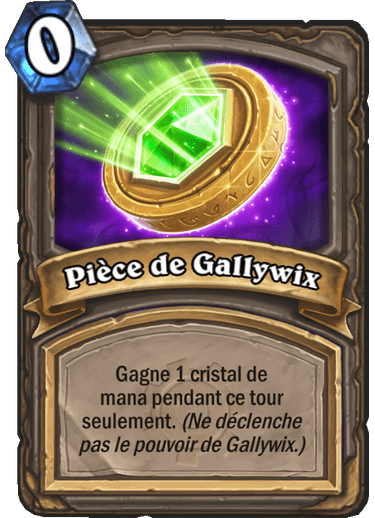 0
Pièce de Gallywix
Gagne 1 cristal de
mana pendant ce tour
seulement. (Ne déclenche
pas le pouvoir de Gallywix.)